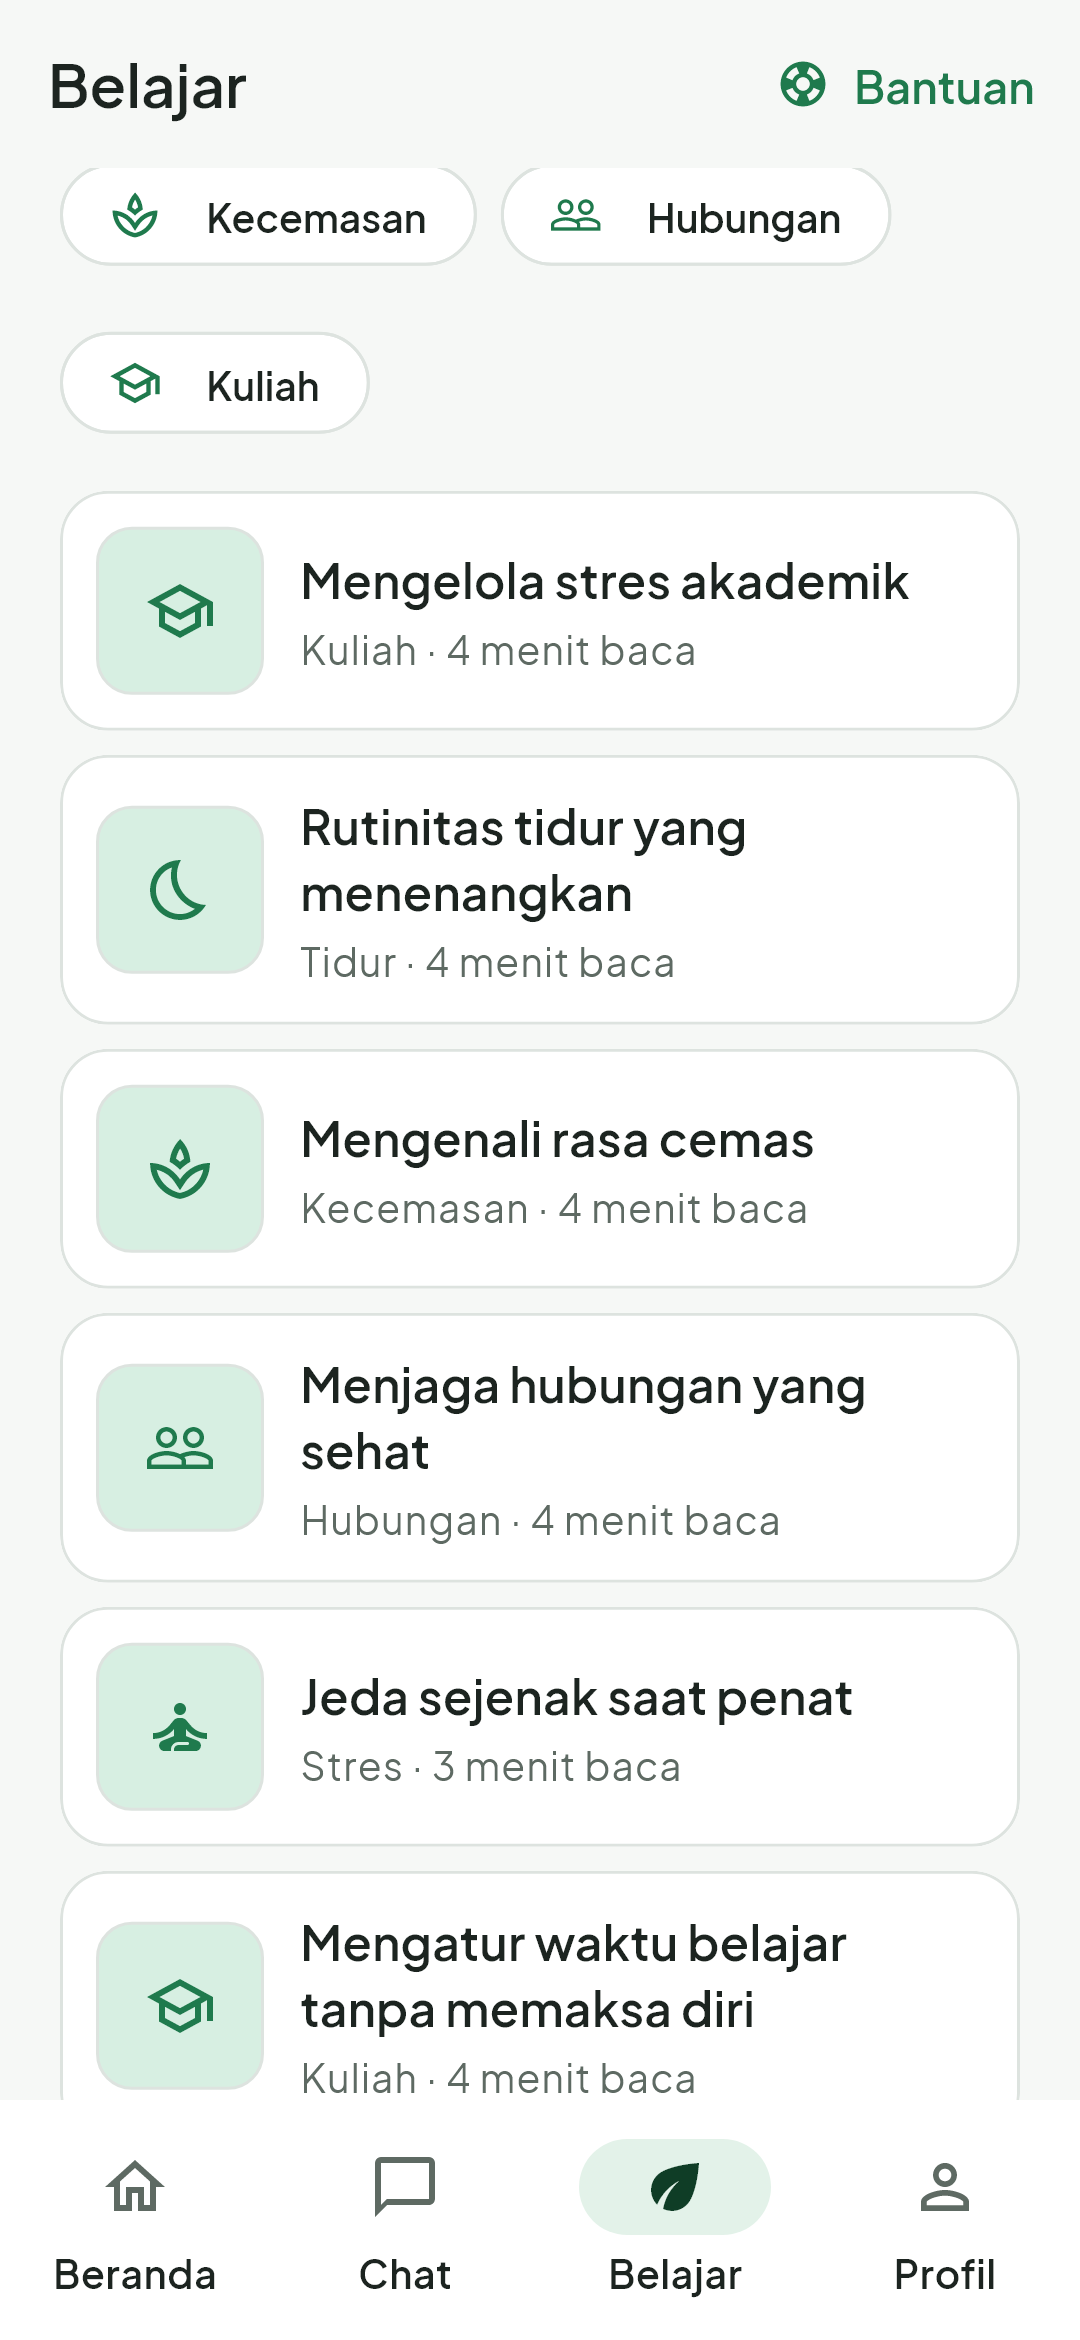 Belajar
Bantuan
Kecemasan
Hubungan
Kuliah
Mengelola stres akademik
Kuliah · 4 menit baca
Rutinitas tidur yang
menenangkan
Tidur · 4 menit baca
Mengenali rasa cemas
Kecemasan · 4 menit baca
Menjaga hubungan yang
sehat
Hubungan · 4 menit baca
Jeda sejenak saat penat
Stres · 3 menit baca
Mengatur waktu belajar
tanpa memaksa diri
Kuliah · 4 menit baca
Beranda
Chat
Belajar
Profil